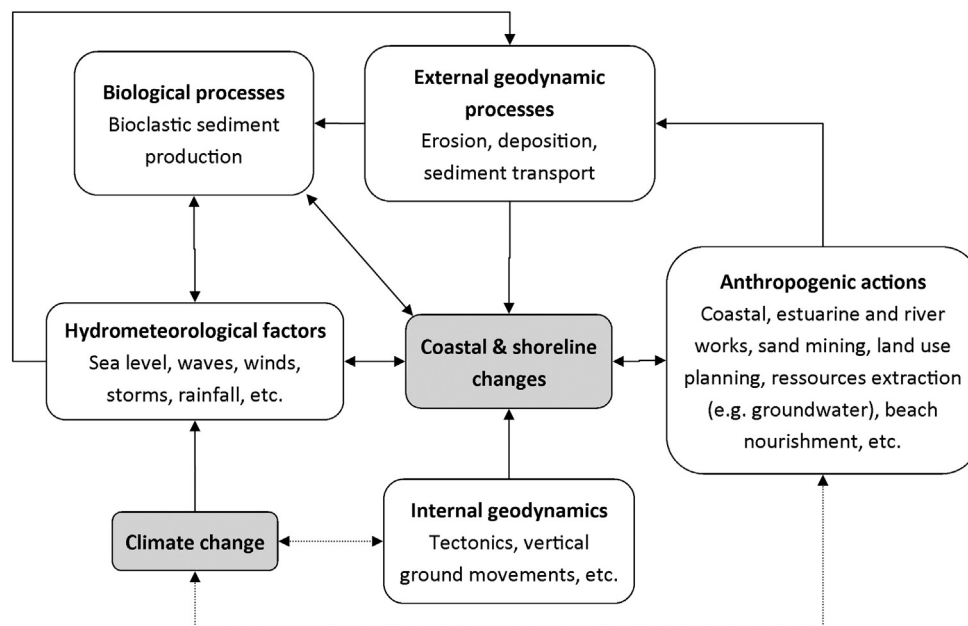 Biological processes
Bioclastic sediment
production
External geodynamic
processes
Erosion, deposition,
sediment transport
Hydrometeorological factors
Sea level, waves, winds,
storms, rainfall, etc.
Coastal & shoreline
changes
Anthropogenic actions
Coastal, estuarine and river
works, sand mining, land use
planning, ressources extraction
(e.g. groundwater), beach
nourishment, etc.
Climate change
Internal geodynamics
Tectonics, vertical
ground movements, etc.